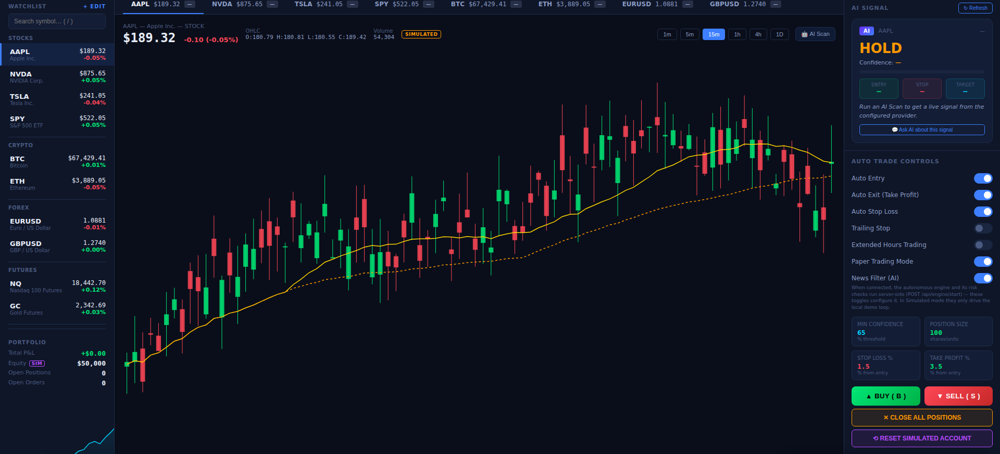 WATCHLIST + EDIT
Search symbol… ( / )
STOCKS
AAPL $189.32
Apple Inc. -0.05%
NVDA $875.65
NVIDIA Corp. +0.05%
TSLA $241.05
Tesla Inc. -0.04%
SPY $522.05
S&P 500 ETF +0.05%
CRYPTO
BTC $67,429.41
Bitcoin +0.01%
ETH $3,889.05
Ethereum -0.05%
FOREX
EURUSD 1.0881
Euro / US Dollar -0.01%
GBPUSD 1.2740
GBP / US Dollar +0.00%
FUTURES
NQ 18,442.70
Nasdaq 100 Futures +0.12%
GC 2,342.69
Gold Futures +0.03%
PORTFOLIO
Total P&L +$0.00
Equity SIM $50,000
Open Positions 0
Open Orders 0
AAPL $189.32 — NVDA $875.65 — TSLA $241.05 — SPY $522.05 — BTC $67,429.41 — ETH $3,889.05 — EURUSD 1.0881 — GBPUSD 1.2740 —
AAPL — Apple Inc. — STOCK
$189.32 -0.10 (-0.05%)
OHLC
O:180.79 H:180.81 L:180.55 C:189.42
Volume
54,304
SIMULATED
1m 5m 15m 1h 4h 1D 🤖 AI Scan
AI SIGNAL ↻ Refresh
AI AAPL —
HOLD
Confidence: —
ENTRY STOP TARGET
— — —
Run an AI Scan to get a live signal from the
configured provider.
💬 Ask AI about this signal
AUTO TRADE CONTROLS
Auto Entry
Auto Exit (Take Profit)
Auto Stop Loss
Trailing Stop
Extended Hours Trading
Paper Trading Mode
News Filter (AI)
When connected, the autonomous engine and its risk
checks run server-side (POST /api/engine/start) — these
toggles configure it. In Simulated mode they only drive the
local demo loop.
MIN CONFIDENCE POSITION SIZE
65 100
% threshold shares/units
STOP LOSS % TAKE PROFIT %
1.5 3.5
% from entry % from entry
▲ BUY ( B ) ▼ SELL ( S )
✕ CLOSE ALL POSITIONS
⟲ RESET SIMULATED ACCOUNT